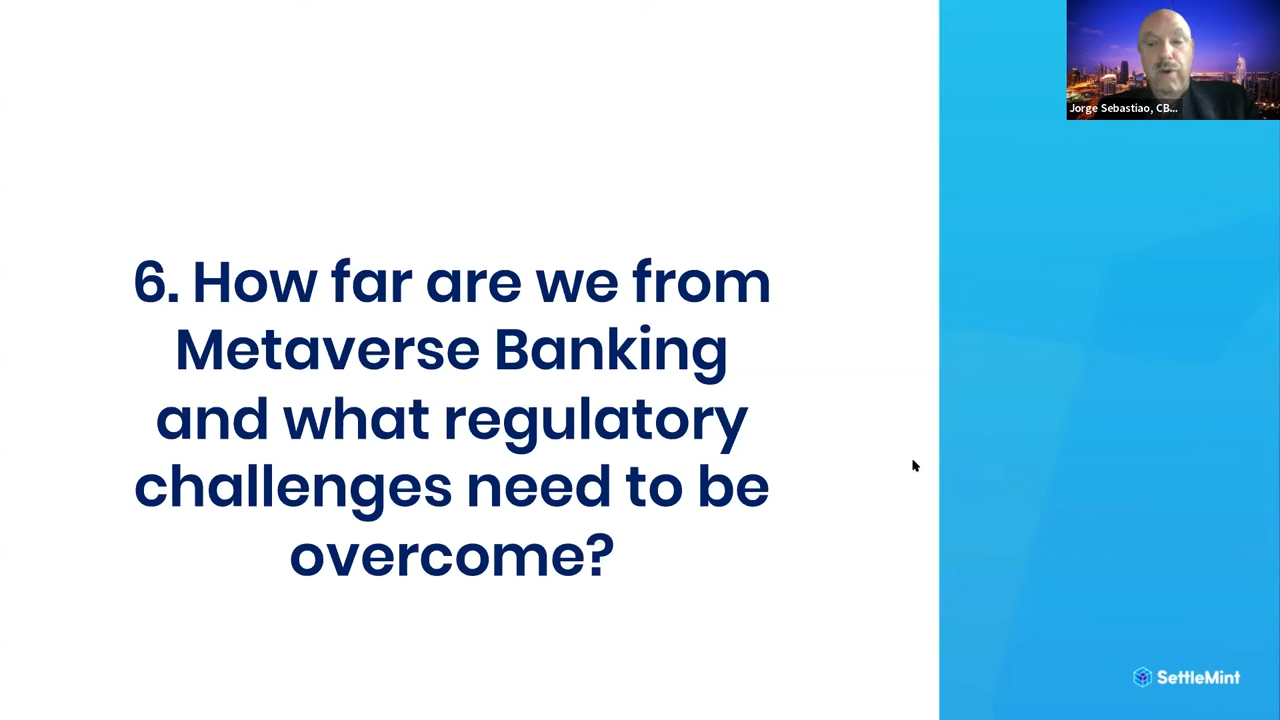 Jorge Sebastiao, CB...
6. How far are we from
Metaverse Banking
and what regulatory
challenges need to be
overcome?
SettleMint